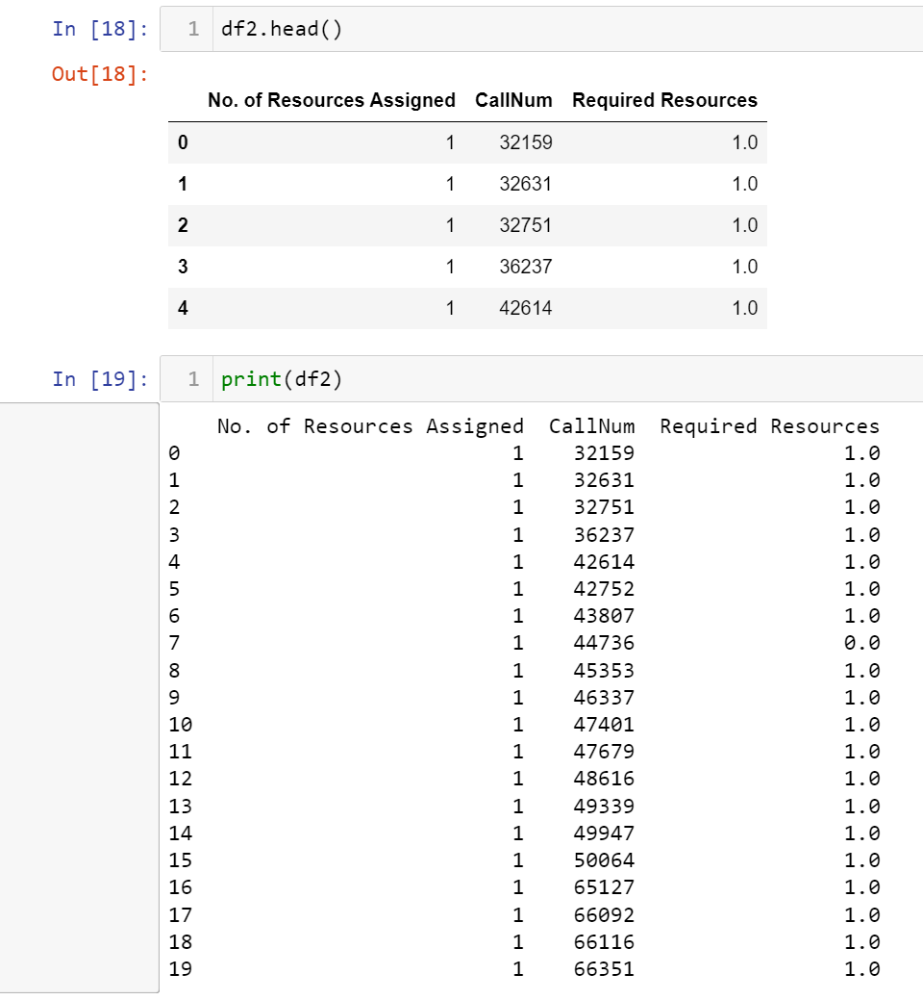 In [18]: 1 df2.head()
Out[18]:
No. of Resources Assigned CallNum Required Resources
0 1 32159 1.0
1 1 32631 1.0
2 1 32751 1.0
3 1 36237 1.0
4 1 42614 1.0
In [19]: 1 print(df2)
No. of Resources Assigned CallNum Required Resources
0 1 32159 1.0
1 1 32631 1.0
2 1 32751 1.0
3 1 36237 1.0
4 1 42614 1.0
5 1 42752 1.0
6 1 43807 1.0
7 1 44736 0.0
8 1 45353 1.0
9 1 46337 1.0
10 1 47401 1.0
11 1 47679 1.0
12 1 48616 1.0
13 1 49339 1.0
14 1 49947 1.0
15 1 50064 1.0
16 1 65127 1.0
17 1 66092 1.0
18 1 66116 1.0
19 1 66351 1.0